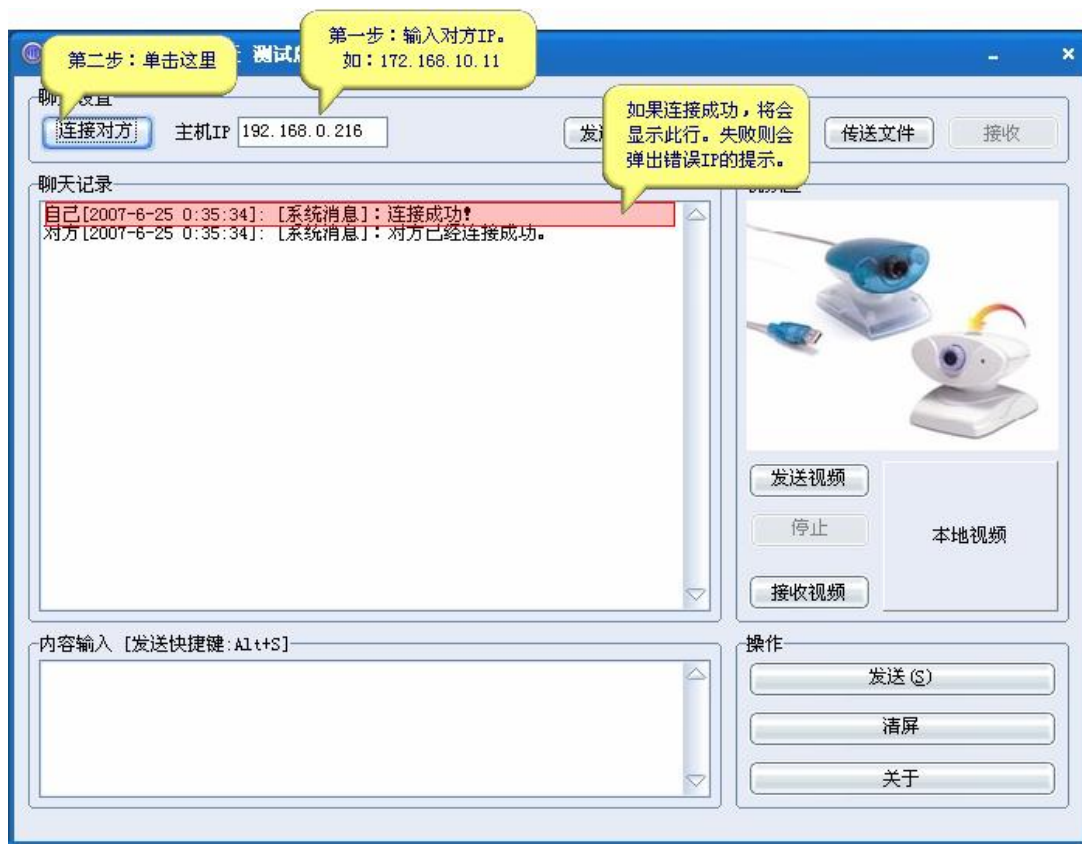 第一步：输入对方IP。
如：172.168.10.11
第二步：单击这里
测试
如果连接成功，将会
显示此行。失败则会
弹出错误IP的提示。
连接对方
主机IP
192.168.0.216
传送文件
接收
聊天记录
自己[2007-6-25 0:35:34]: [系统消息]：连接成功!
对方[2007-6-25 0:35:34]: [系统消息]：对方已经连接成功。
发送视频
停止
接收视频
本地视频
内容输入 [发送快捷键:Alt+S]
操作
发送(S)
清屏
关于